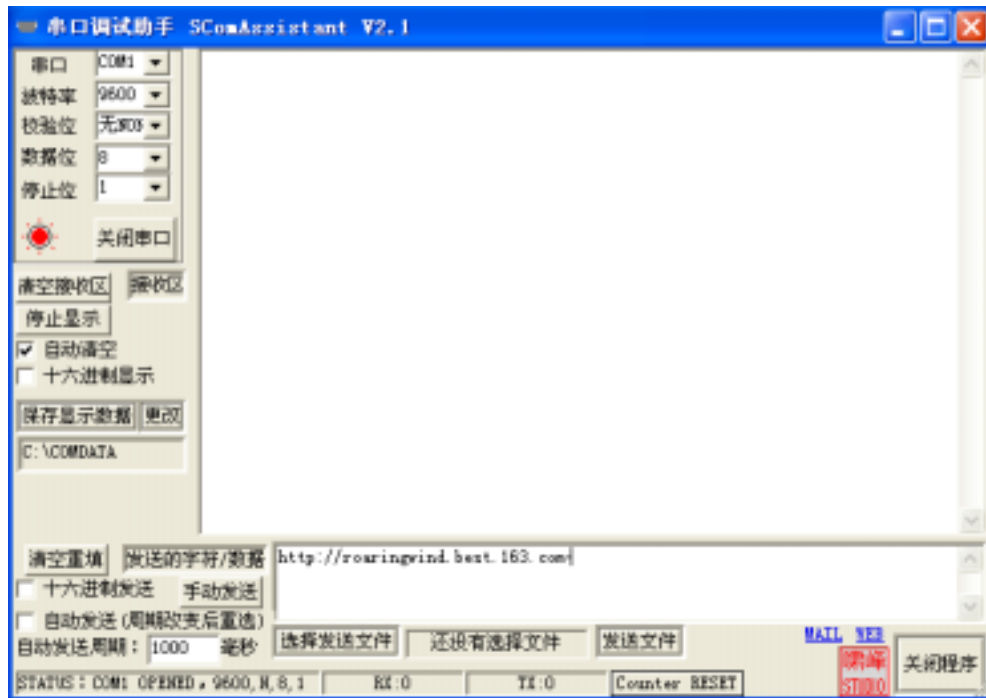 串口调试助手 SComAssistant V2.1
串口 COM1
波特率 9600
校验位 无NON
数据位 8
停止位 1
关闭串口
清空接收区 接收区
停止显示
自动清空
十六进制显示
保存显示数据 更改
C:\COMDATA
清空重填 发送的字符/数据 http://roaringwind.best.163.com
十六进制发送 手动发送
自动发送(周期改变后重选)
自动发送周期: 1000 毫秒 选择发送文件 还没有选择文件 发送文件 MAIL WEB
STUDIO 关闭程序
STATUS:COM1 OPENED,9600,N,8,1 RX:0 TX:0 Counter RESET